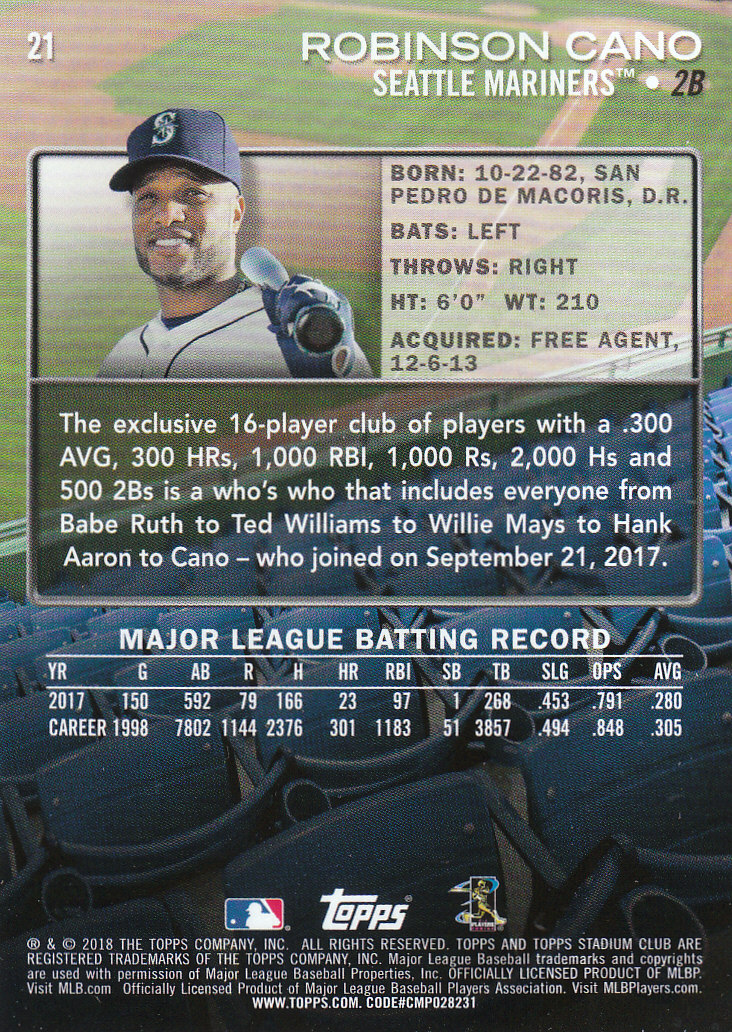 21
ROBINSON CANO
SEATTLE MARINERS™ • 2B
S
BORN: 10-22-82, SAN
PEDRO DE MACORIS, D.R.
BATS: LEFT
THROWS: RIGHT
HT: 6'0" WT: 210
ACQUIRED: FREE AGENT,
12-6-13
The exclusive 16-player club of players with a .300
AVG, 300 HRs, 1,000 RBI, 1,000 Rs, 2,000 Hs and
500 2Bs is a who's who that includes everyone from
Babe Ruth to Ted Williams to Willie Mays to Hank
Aaron to Cano – who joined on September 21, 2017.
MAJOR LEAGUE BATTING RECORD
YR G AB R H HR RBI SB TB SLG OPS AVG
2017 150 592 79 166 23 97 1 268 .453 .791 .280
CAREER 1998 7802 1144 2376 301 1183 51 3857 .494 .848 .305
topps®
® & © 2018 THE TOPPS COMPANY, INC. ALL RIGHTS RESERVED. TOPPS AND TOPPS STADIUM CLUB ARE
REGISTERED TRADEMARKS OF THE TOPPS COMPANY, INC. Major League Baseball trademarks and copyrights
are used with permission of Major League Baseball Properties, Inc. OFFICIALLY LICENSED PRODUCT OF MLBP.
Visit MLB.com Officially Licensed Product of Major League Baseball Players Association. Visit MLBPlayers.com.
WWW.TOPPS.COM. CODE#CMP028231